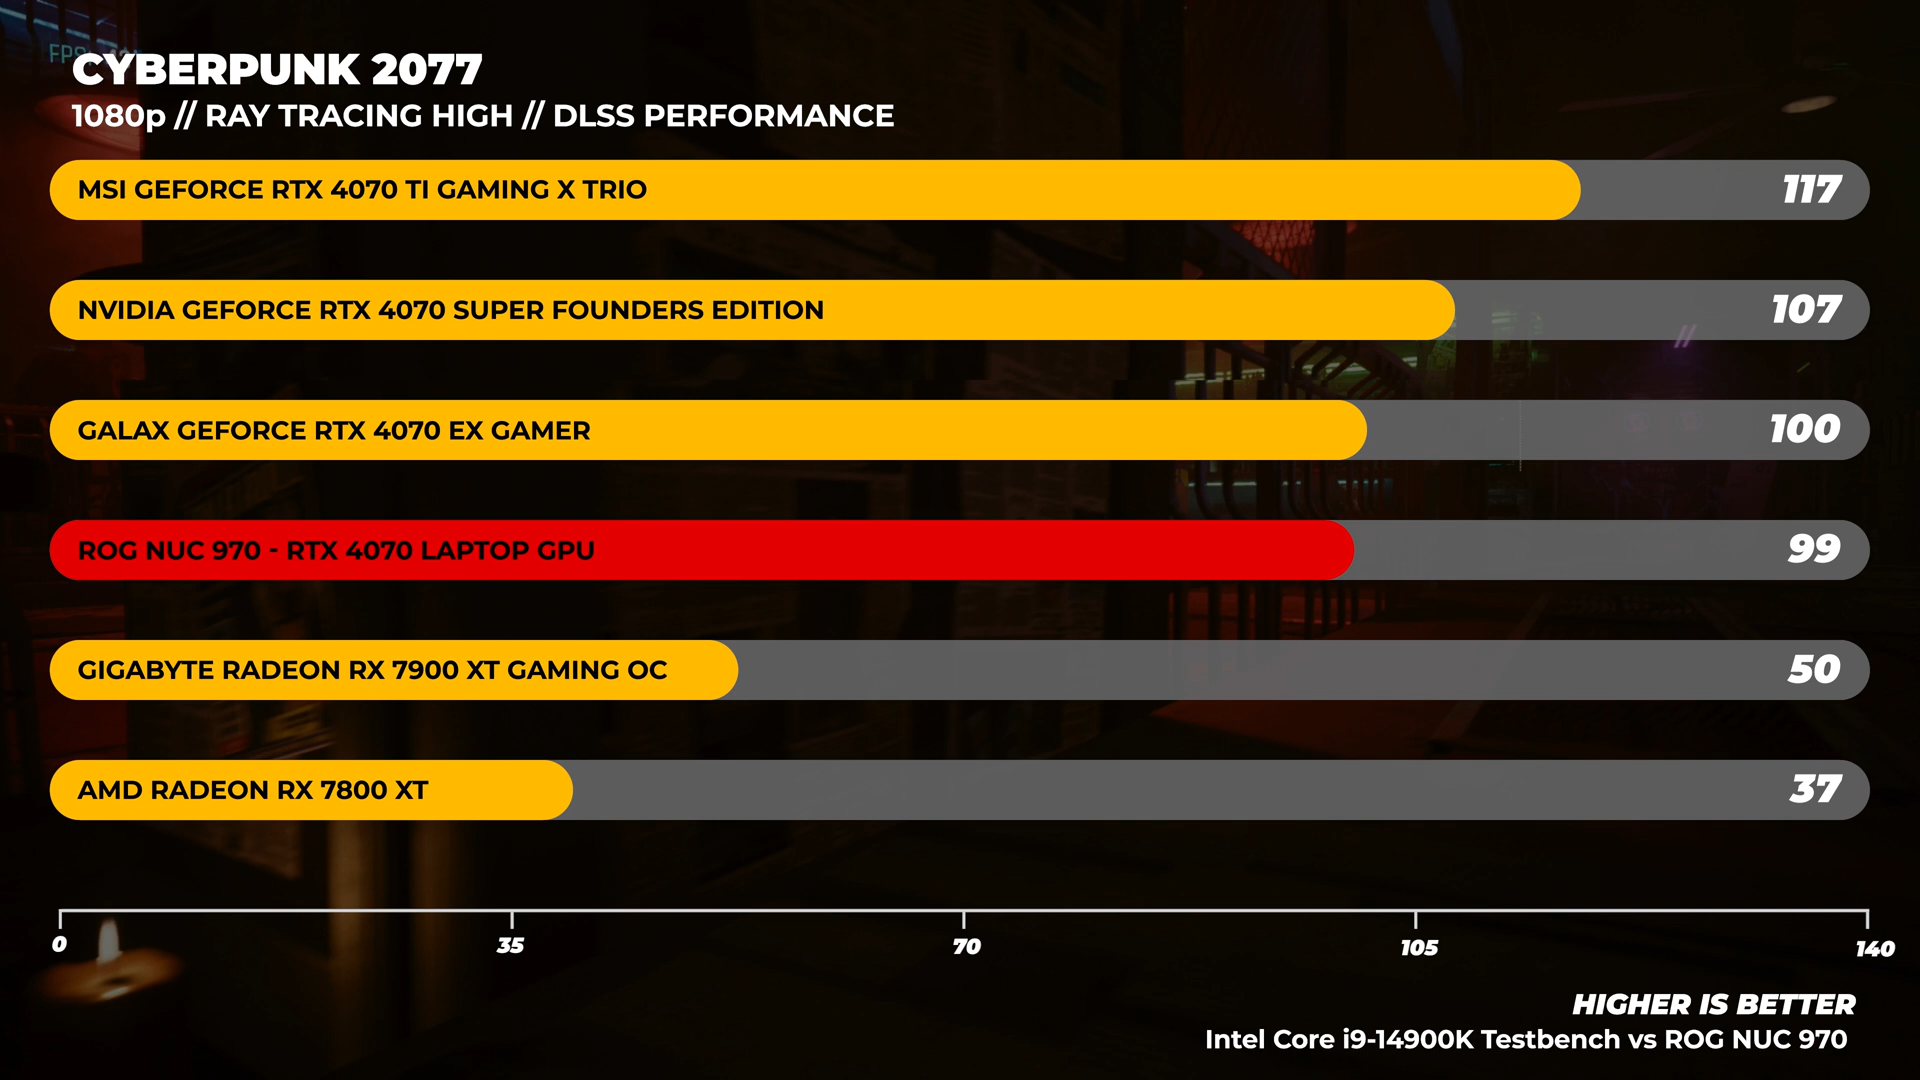 FPS
CYBERPUNK 2077
1080p // RAY TRACING HIGH // DLSS PERFORMANCE
MSI GEFORCE RTX 4070 TI GAMING X TRIO
117
NVIDIA GEFORCE RTX 4070 SUPER FOUNDERS EDITION
107
GALAX GEFORCE RTX 4070 EX GAMER
100
ROG NUC 970 - RTX 4070 LAPTOP GPU
99
GIGABYTE RADEON RX 7900 XT GAMING OC
50
AMD RADEON RX 7800 XT
37
0 35 70 105 140
HIGHER IS BETTER
Intel Core i9-14900K Testbench vs ROG NUC 970